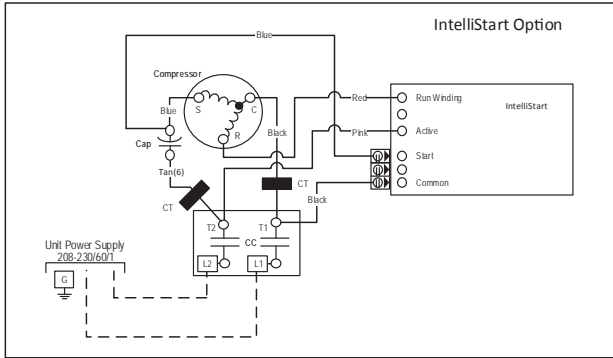 IntelliStart Option
Blue
Compressor
S
C
R
Blue
Cap
Tan(6)
CT
Black
CT
Red
Pink
Black
Run Winding
IntelliStart
Active
Start
Common
T2
CC
T1
L2
L1
Unit Power Supply
208-230/60/1
G